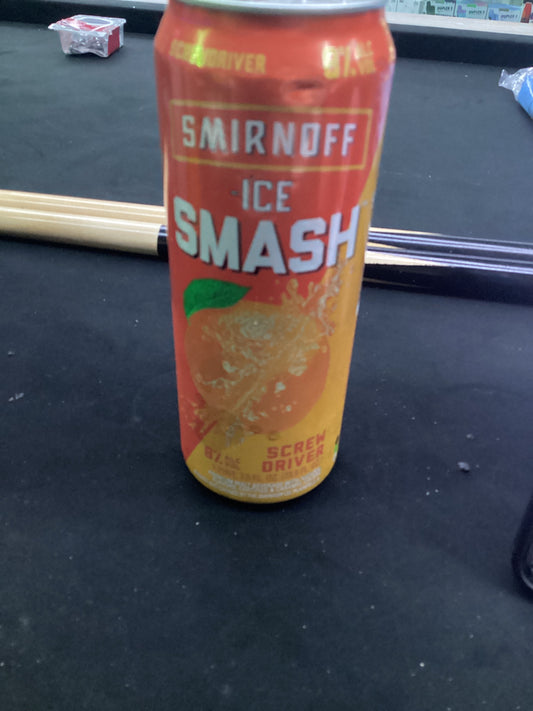 SCREWDRIVER 8% ALC VOL
SMIRNOFF
ICE
SMASH
8% ALC
VOL
SCREW
DRIVER